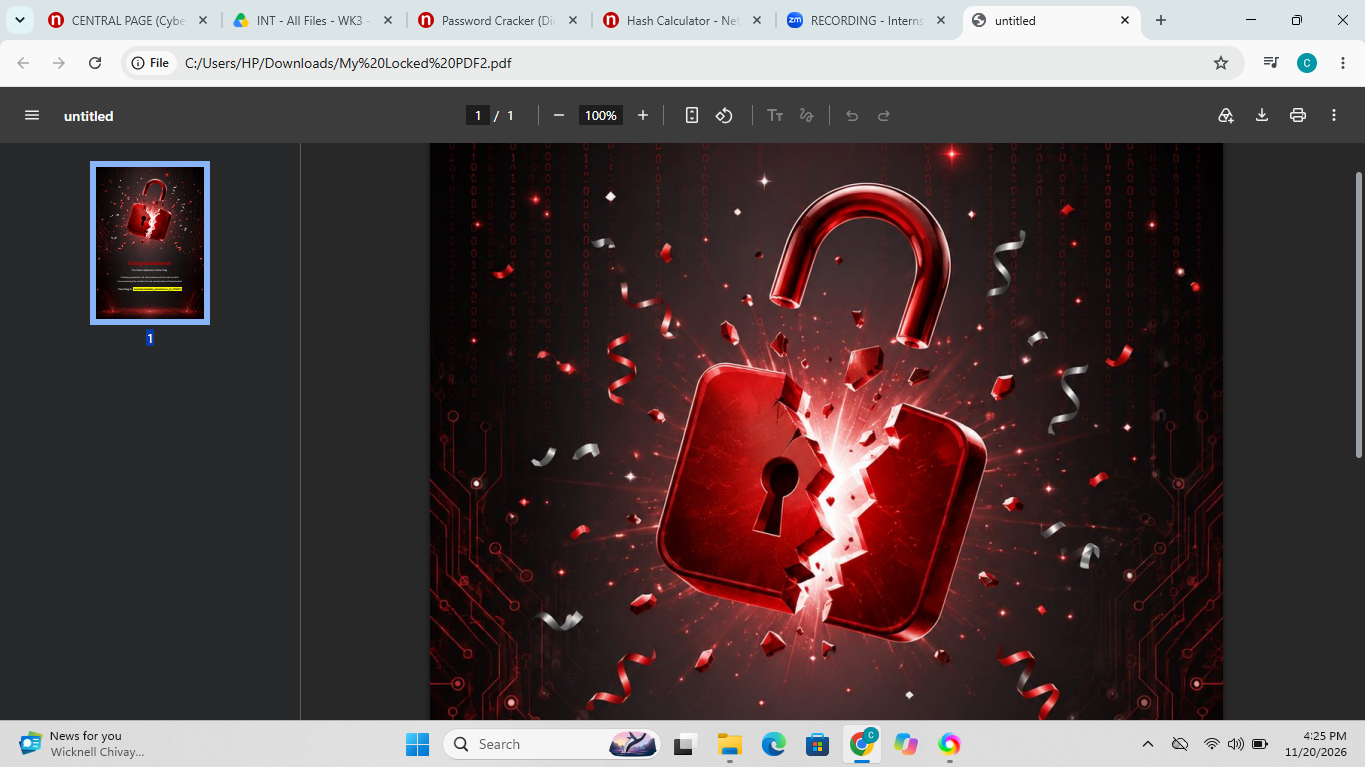 CENTRAL PAGE (Cybe
INT - All Files - WK3 -
Password Cracker (Dic
Hash Calculator - Net
RECORDING - Interns
untitled
File
C:/Users/HP/Downloads/My%20Locked%20PDF2.pdf
untitled
1 / 1
100%
1
News for you
Wicknell Chivay...
Search
4:25 PM
11/20/2026